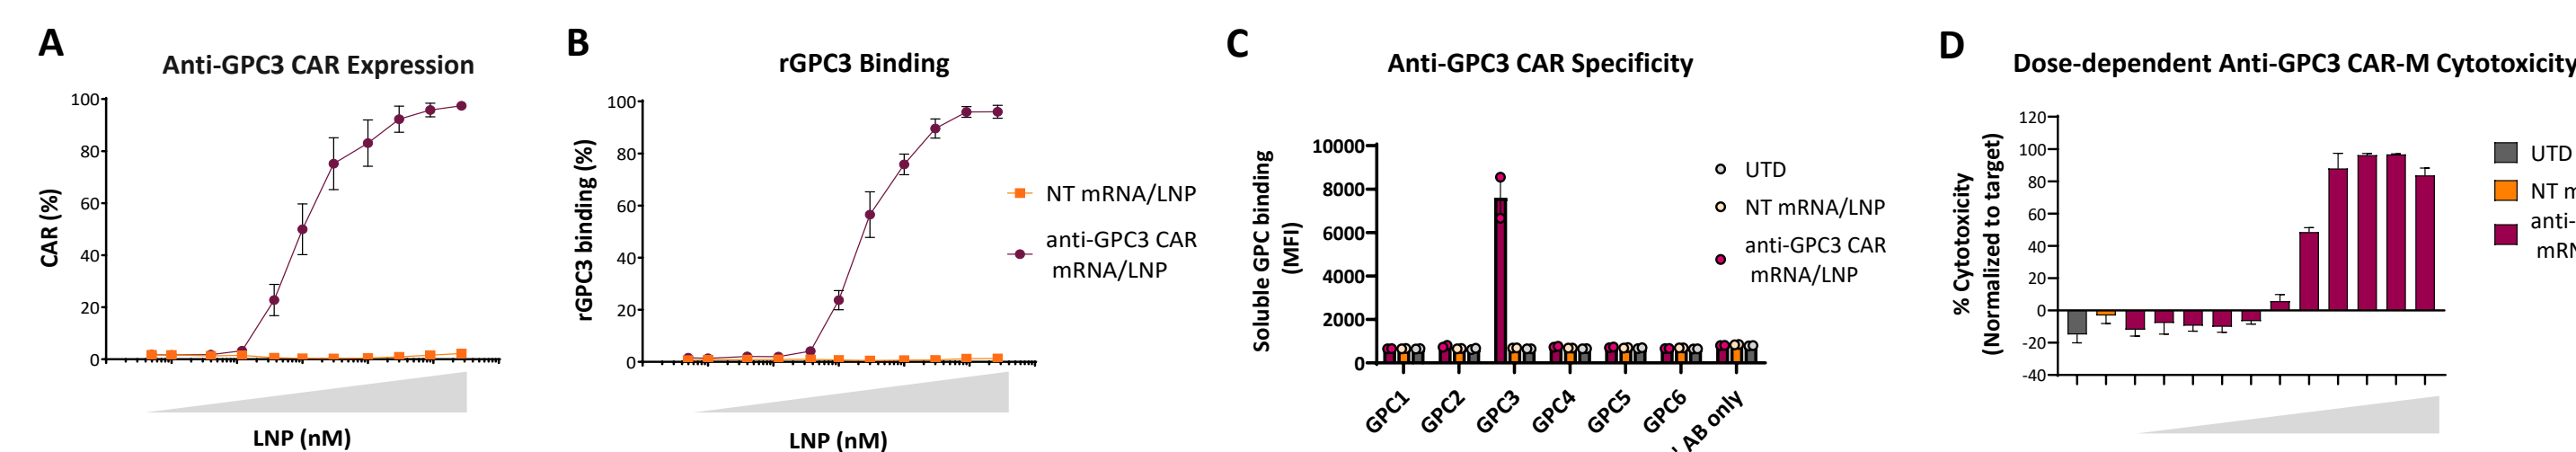 A
Anti-GPC3 CAR Expression
CAR (%)
100
80
60
40
20
0
LNP (nM)
B
rGPC3 Binding
rGPC3 binding (%)
100
80
60
40
20
0
LNP (nM)
NT mRNA/LNP
anti-GPC3 CAR
mRNA/LNP
C
Anti-GPC3 CAR Specificity
Soluble GPC binding
(MFI)
10000
8000
6000
4000
2000
0
GPC1
GPC2
GPC3
GPC4
GPC5
GPC6
AB only
UTD
NT mRNA/LNP
anti-GPC3 CAR
mRNA/LNP
D
Dose-dependent Anti-GPC3 CAR-M Cytotoxicity
% Cytotoxicity
(Normalized to target)
120
100
80
60
40
20
0
-20
-40
UTD
NT
anti-